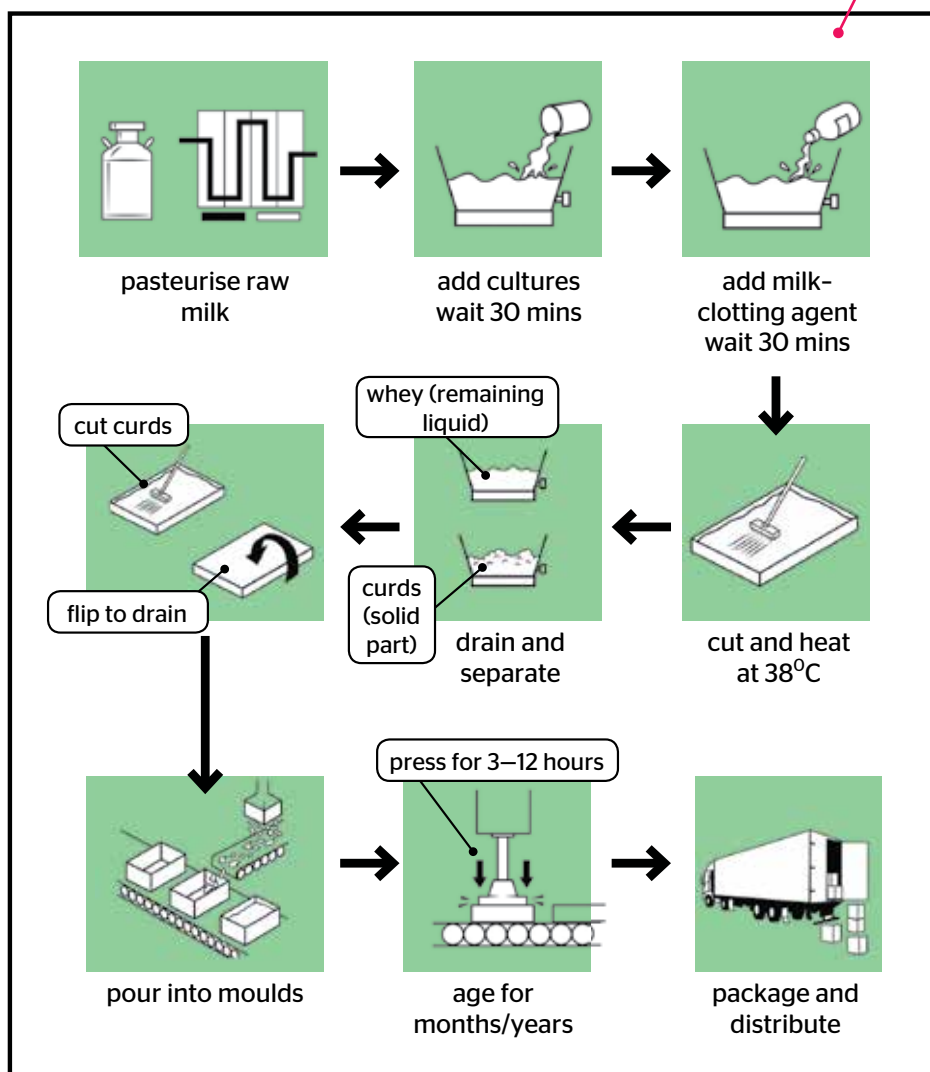 pasteurise raw
milk
add cultures
wait 30 mins
add milk-
clotting agent
wait 30 mins
cut curds
flip to drain
whey (remaining
liquid)
curds
(solid
part)
drain and
separate
cut and heat
at 38⁰C
pour into moulds
press for 3–12 hours
age for
months/years
package and
distribute